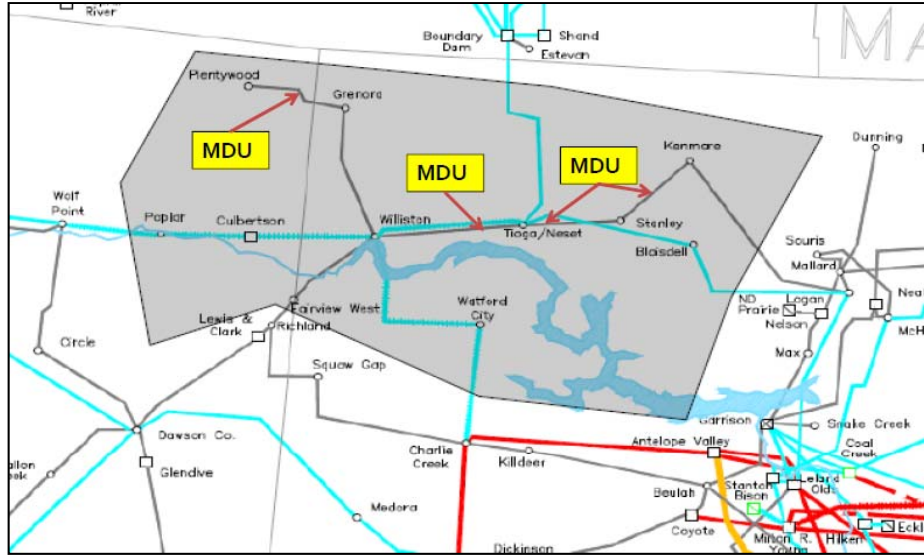 River
MA
Boundary
Dam
Shand
Estevan
Plentywood
Grenora
MDU
MDU
MDU
Kenmare
Dunning
Wolf
Point
Poplar
Culbertson
Williston
Tioga/Neset
Stanley
Blaisdell
Souris
Mallard
Fairview West
Watford
City
ND
Prairie
Logan
Nelson
Lewis &
Clark
Richland
Max
Circle
Squaw Gap
Garrison
Snake Creek
Dawson Co.
Glendive
Charlie
Creek
Killdeer
Antelope Valley
Coal
Creek
Stanton
Bison
Leland
Olds
Beulah
Coyote
Medora
Dickinson
Milton R.
Young
Hilken